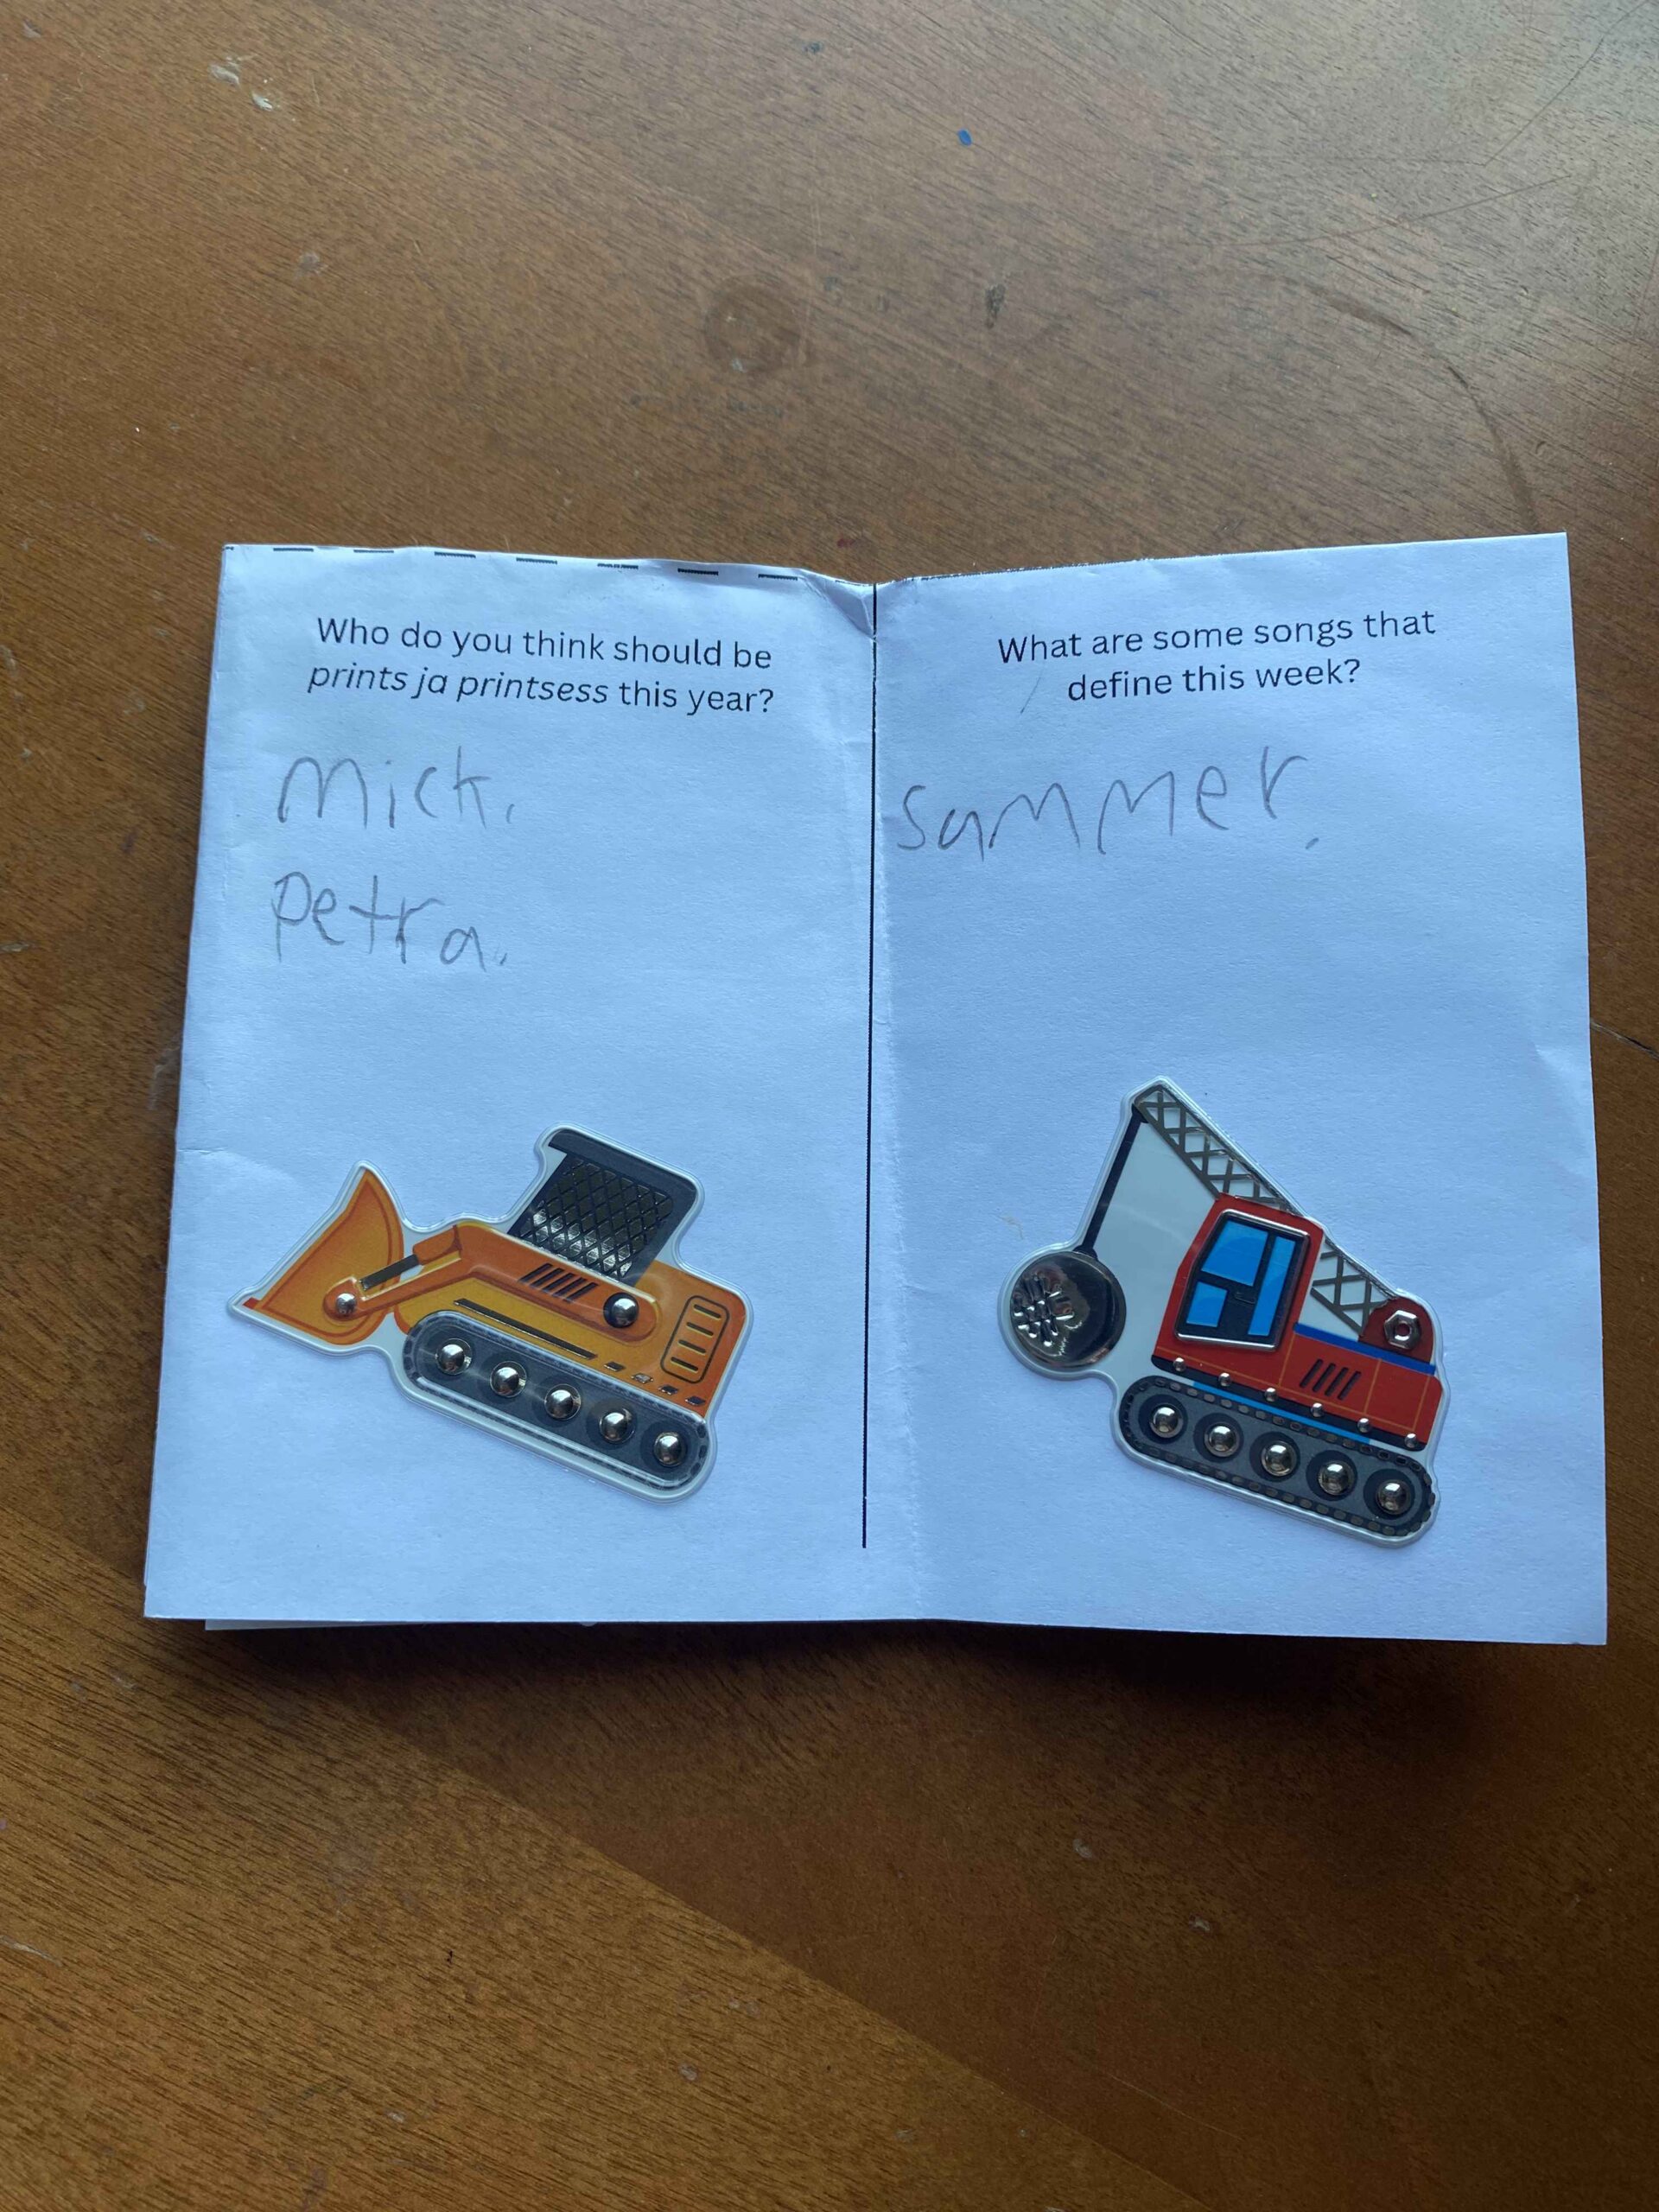 Who do you think should be
prints ja printsess this year?
Mick.
Petra.
What are some songs that
define this week?
Sammer.